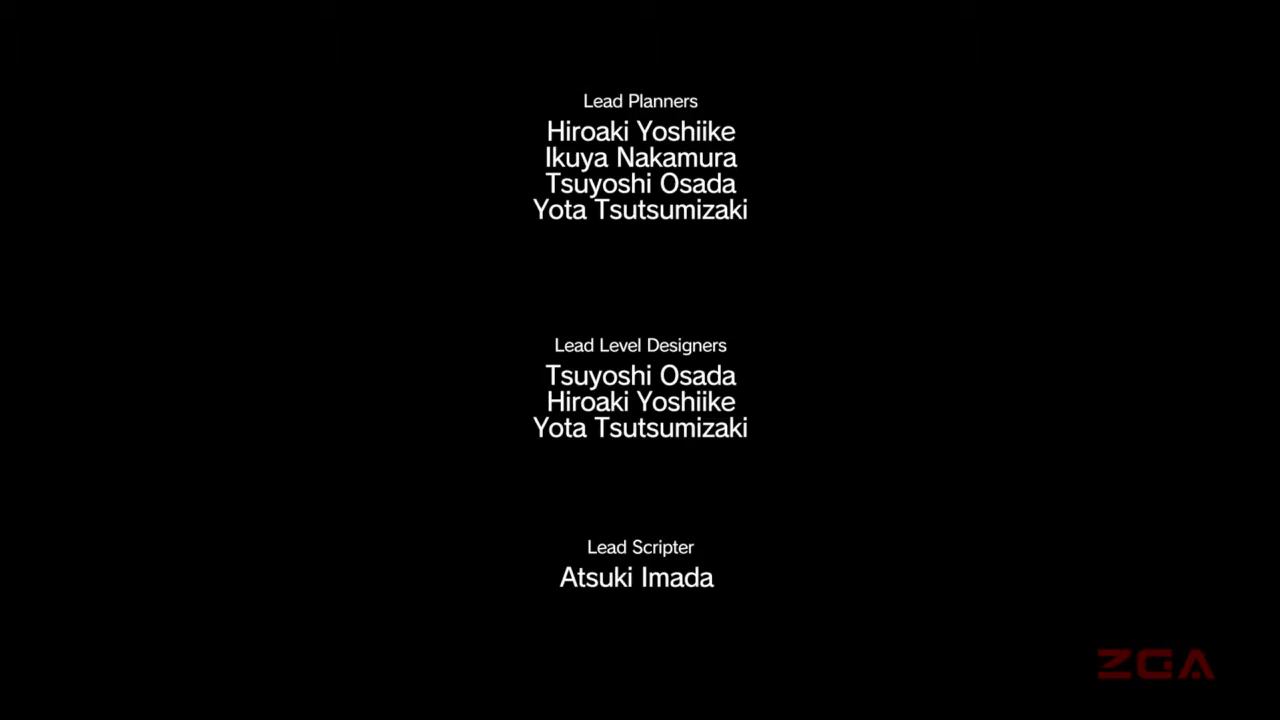 Lead Planners
Hiroaki Yoshiike
Ikuya Nakamura
Tsuyoshi Osada
Yota Tsutsumizaki
Lead Level Designers
Tsuyoshi Osada
Hiroaki Yoshiike
Yota Tsutsumizaki
Lead Scripter
Atsuki Imada
ZGA